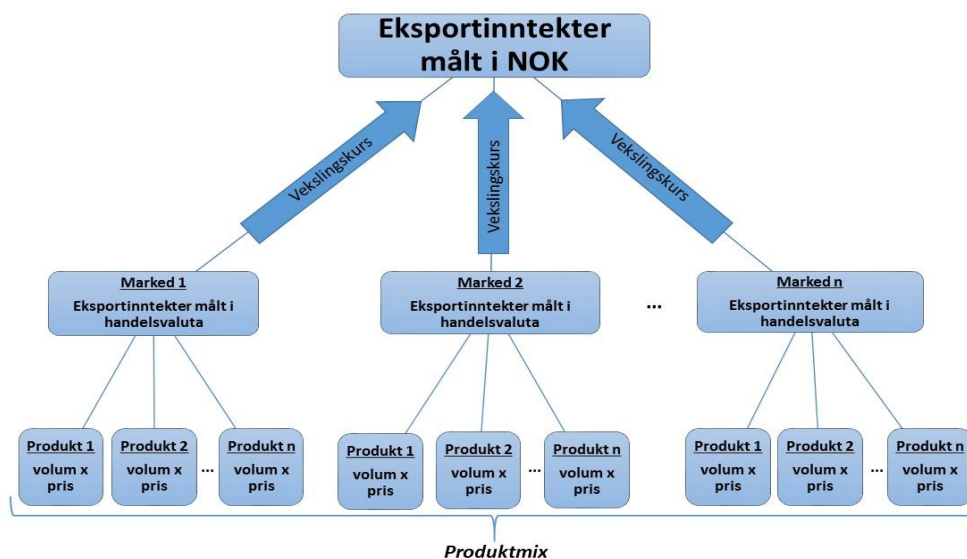 Eksportinntekter
målt i NOK
Vekslingskurs
Vekslingskurs
Vekslingskurs
Marked 1
Eksportinntekter målt i
handelsvaluta
Marked 2
Eksportinntekter målt i
handelsvaluta
...
Marked n
Eksportinntekter målt i
handelsvaluta
Produkt 1
volum x
pris
Produkt 2
volum x
pris
...
Produkt n
volum x
pris
Produkt 1
volum x
pris
Produkt 2
volum x
pris
...
Produkt n
volum x
pris
Produkt 1
volum x
pris
Produkt 2
volum x
pris
...
Produkt n
volum x
pris
Produktmix